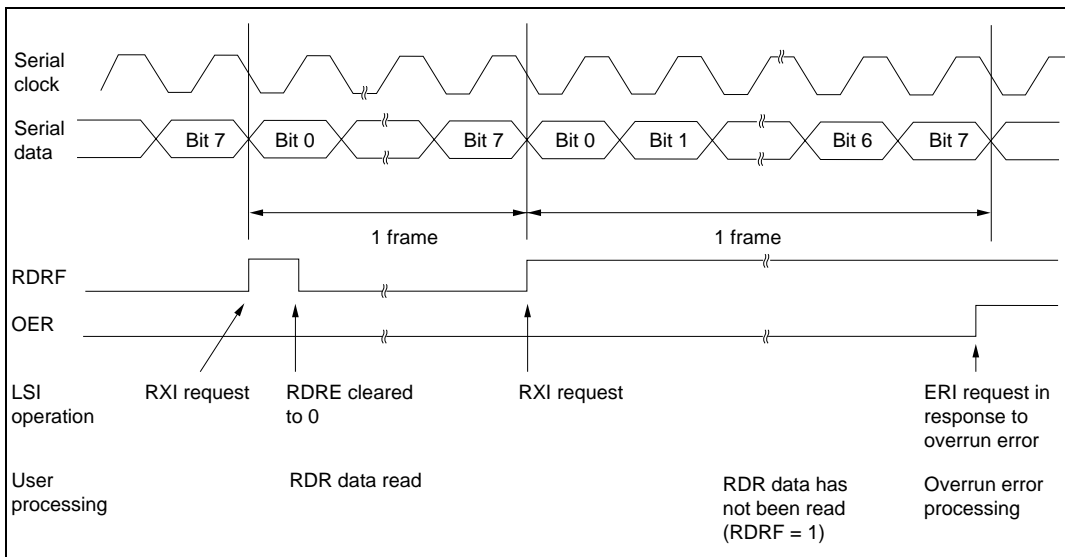 Serial
clock
Serial
data
Bit 7
Bit 0
Bit 7
Bit 0
Bit 1
Bit 6
Bit 7
1 frame
1 frame
RDRF
OER
LSI
operation
RXI request
RDRE cleared
to 0
RXI request
ERI request in
response to
overrun error
User
processing
RDR data read
RDR data has
not been read
(RDRF = 1)
Overrun error
processing